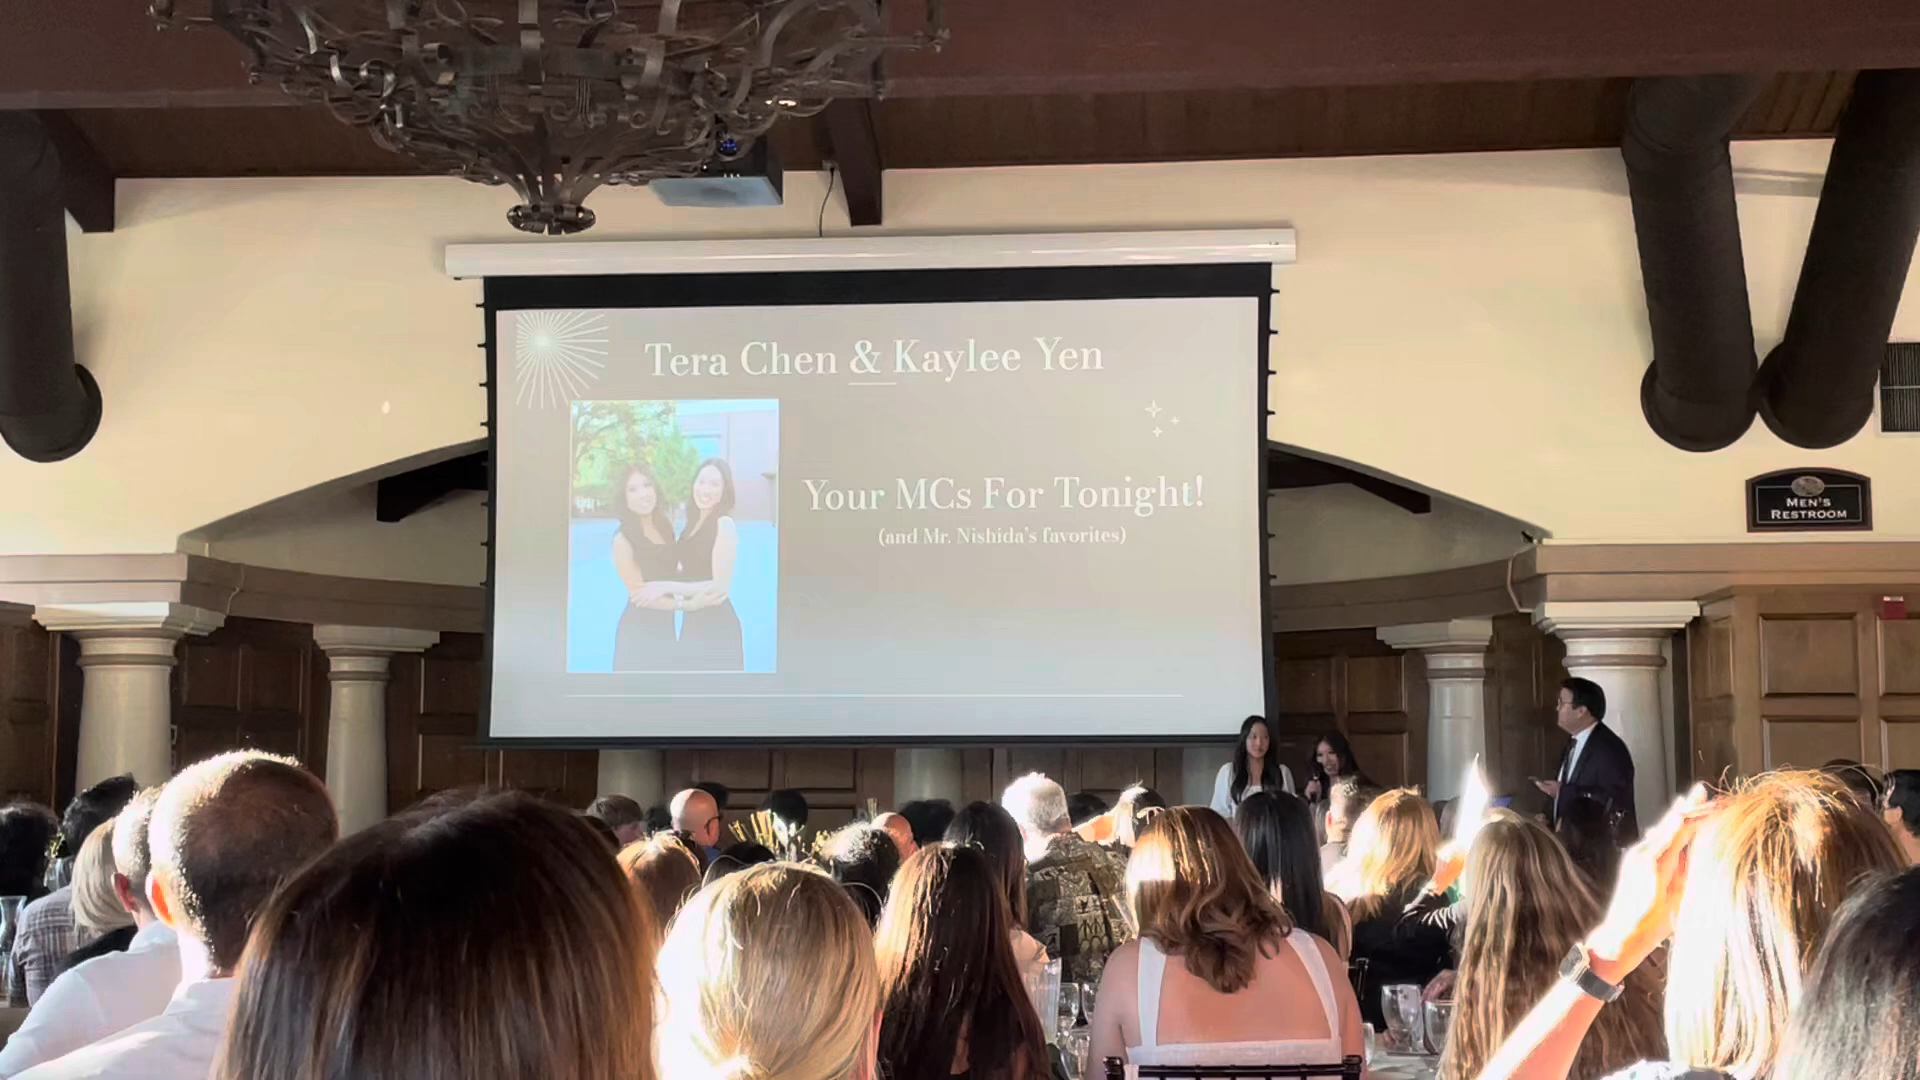 Tera Chen & Kaylee Yen
Your MCs For Tonight!
(and Mr. Nishida's favorites)
MEN'S
RESTROOM